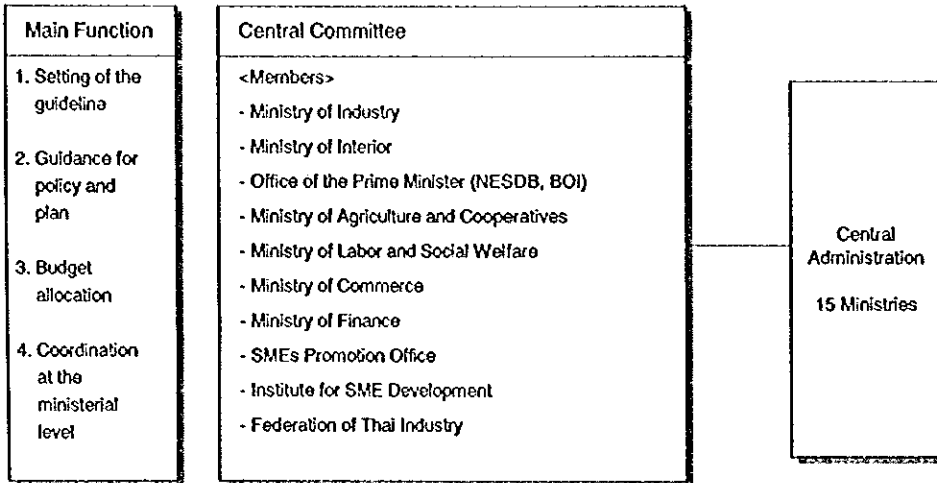 Main Function
1. Setting of the
guideline
2. Guidance for
policy and
plan
3. Budget
allocation
4. Coordination
at the
ministerial
level
Central Committee
<Members>
- Ministry of Industry
- Ministry of Interior
- Office of the Prime Minister (NESDB, BOI)
- Ministry of Agriculture and Cooperatives
- Ministry of Labor and Social Welfare
- Ministry of Commerce
- Ministry of Finance
- SMEs Promotion Office
- Institute for SME Development
- Federation of Thai Industry
Central
Administration
15 Ministries